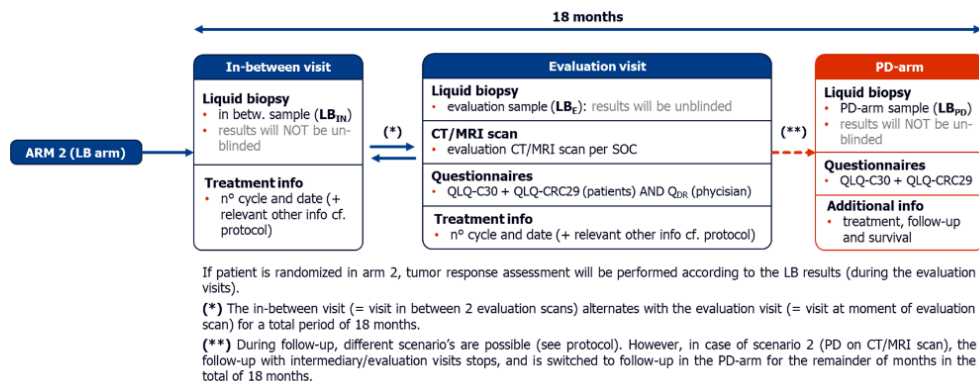 18 months
ARM 2 (LB arm)
In-between visit
Liquid biopsy
• in betw. sample (LB_IN)
• results will NOT be un-
blinded
Treatment info
• n° cycle and date (+
relevant other info cf.
protocol)
(*)
Evaluation visit
Liquid biopsy
• evaluation sample (LB_E): results will be unblinded
CT/MRI scan
• evaluation CT/MRI scan per SOC
Questionnaires
• QLQ-C30 + QLQ-CRC29 (patients) AND Q_DR (phycisian)
Treatment info
• n° cycle and date (+ relevant other info cf. protocol)
(**)
PD-arm
Liquid biopsy
• PD-arm sample (LB_PD)
• results will NOT be un-
blinded
Questionnaires
• QLQ-C30 + QLQ-CRC29
Additional info
• treatment, follow-up
and survival
If patient is randomized in arm 2, tumor response assessment will be performed according to the LB results (during the evaluation
visits).
(*) The in-between visit (= visit in between 2 evaluation scans) alternates with the evaluation visit (= visit at moment of evaluation
scan) for a total period of 18 months.
(**) During follow-up, different scenario's are possible (see protocol). However, in case of scenario 2 (PD on CT/MRI scan), the
follow-up with intermediary/evaluation visits stops, and is switched to follow-up in the PD-arm for the remainder of months in the
total of 18 months.